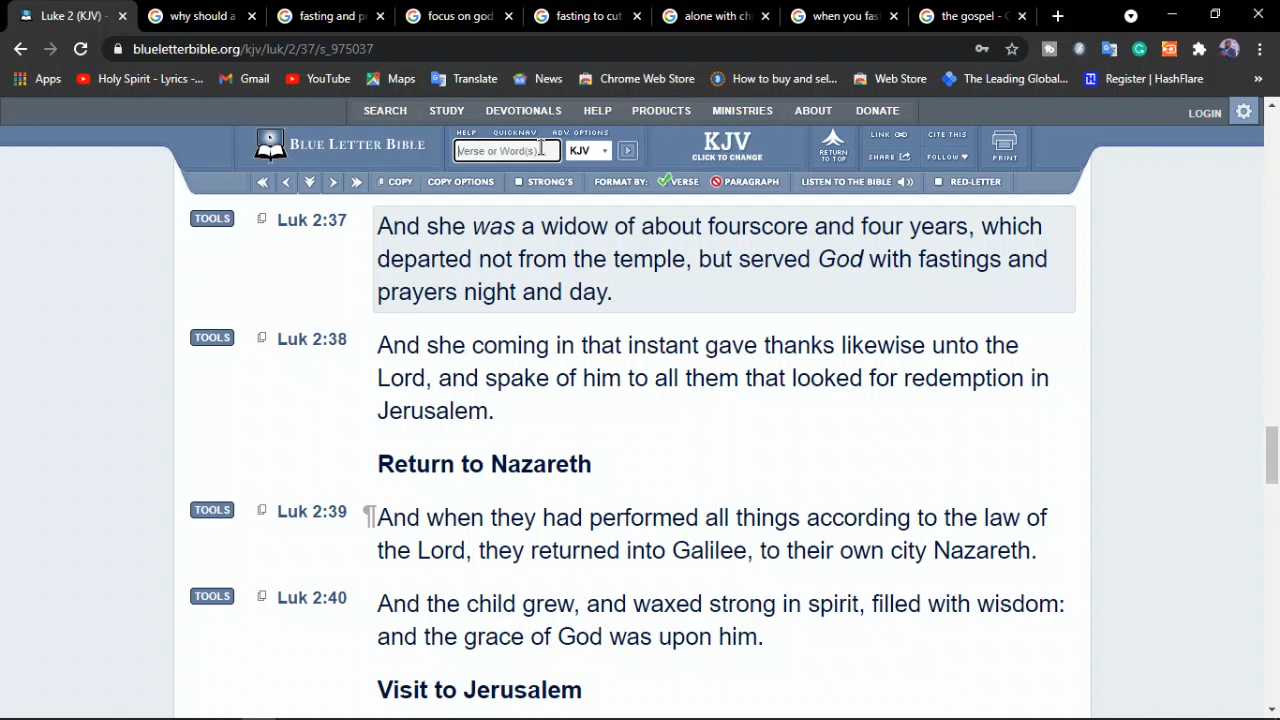 Luke 2 (KJV) -
why should a
fasting and p
focus on god
fasting to cut
alone with ch
when you fas
the gospel - G
blueletterbible.org/kjv/luk/2/37/s_975037
Apps
Holy Spirit - Lyrics -...
Gmail
YouTube
Maps
Translate
News
Chrome Web Store
How to buy and sel...
Web Store
The Leading Global...
Register | HashFlare
»
SEARCH STUDY DEVOTIONALS HELP PRODUCTS MINISTRIES ABOUT DONATE
LOGIN
BLUE LETTER BIBLE
HELP QUICKNAV ADV. OPTIONS
Verse or Word(s)
KJV
KJV
CLICK TO CHANGE
RETURN
TO TOP
LINK
CITE THIS
SHARE
FOLLOW
PRINT
COPY COPY OPTIONS STRONG'S FORMAT BY: VERSE PARAGRAPH LISTEN TO THE BIBLE RED-LETTER
TOOLS Luk 2:37 And she was a widow of about fourscore and four years, which
departed not from the temple, but served God with fastings and
prayers night and day.
TOOLS Luk 2:38 And she coming in that instant gave thanks likewise unto the
Lord, and spake of him to all them that looked for redemption in
Jerusalem.
Return to Nazareth
TOOLS Luk 2:39 ¶And when they had performed all things according to the law of
the Lord, they returned into Galilee, to their own city Nazareth.
TOOLS Luk 2:40 And the child grew, and waxed strong in spirit, filled with wisdom:
and the grace of God was upon him.
Visit to Jerusalem